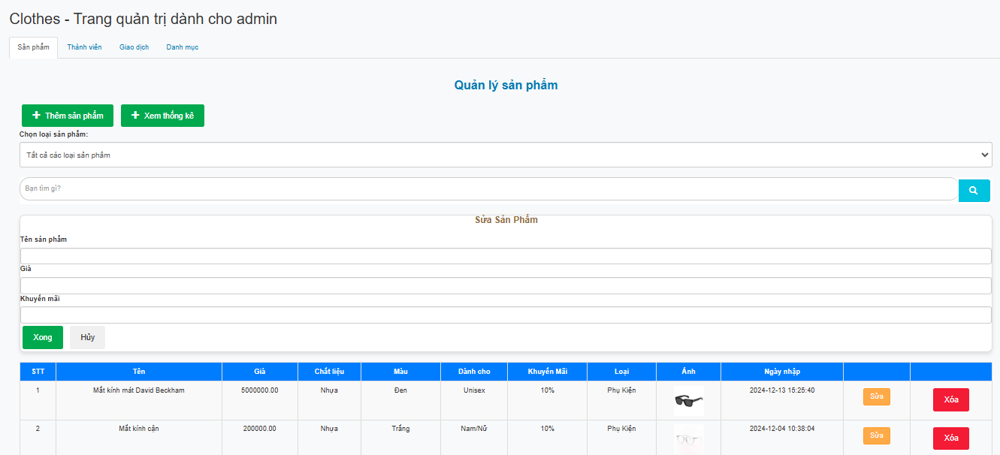 Clothes - Trang quản trị dành cho admin
Sản phẩm Thành viên Giao dịch Danh mục
Quản lý sản phẩm
Thêm sản phẩm Xem thống kê
Chọn loại sản phẩm:
Tất cả các loại sản phẩm
Bạn tìm gì?
Sửa Sản Phẩm
Tên sản phẩm
Giá
Khuyến mãi
Xong Hủy
STT Tên Giá Chất liệu Màu Dành cho Khuyến Mãi Loại Ảnh Ngày nhập
1 Mắt kính mát David Beckham 5000000.00 Nhựa Đen Unisex 10% Phụ Kiện 2024-12-13 15:25:40 Sửa Xóa
2 Mắt kính cận 200000.00 Nhựa Trắng Nam/Nữ 10% Phụ Kiện 2024-12-04 10:38:04 Sửa Xóa